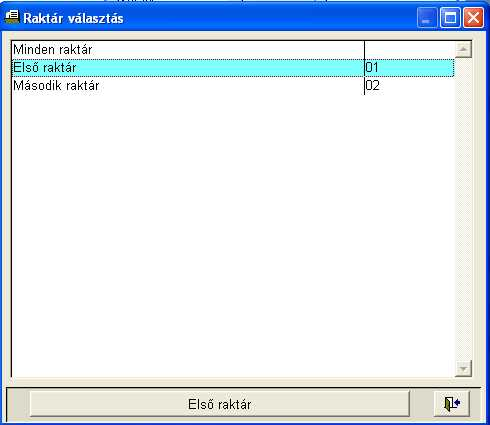 Raktár választás
Minden raktár
Első raktár 01
Második raktár 02
Első raktár